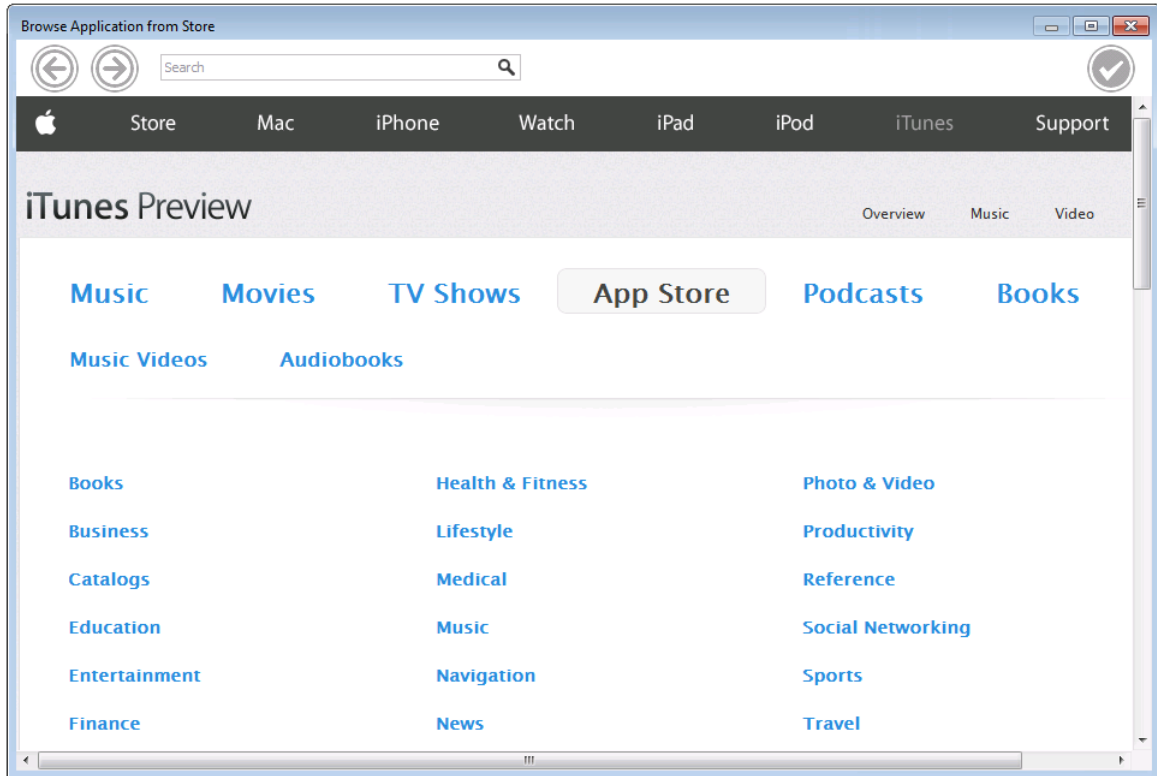 Browse Application from Store
Search
Store Mac iPhone Watch iPad iPod iTunes Support
iTunes Preview
Overview Music Video
Music Movies TV Shows App Store Podcasts Books
Music Videos Audiobooks
Books Health & Fitness Photo & Video
Business Lifestyle Productivity
Catalogs Medical Reference
Education Music Social Networking
Entertainment Navigation Sports
Finance News Travel